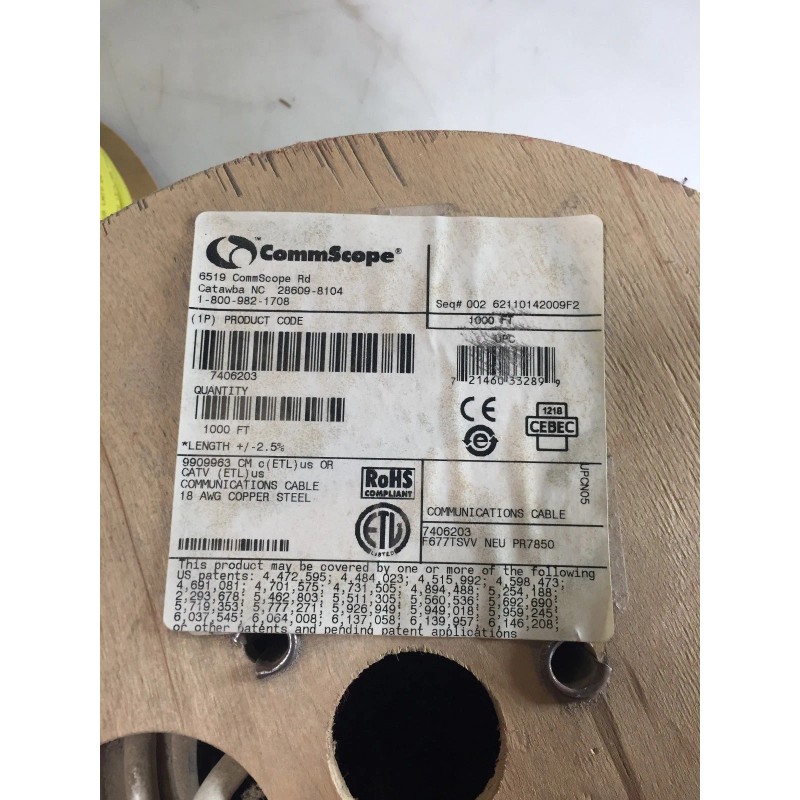 CommScope®
6519 CommScope Rd
Catawba NC 28609-8104
1-800-982-1708
Seq# 002 62110142009F2
1000 FT
(1P) PRODUCT CODE
7406203
UPC
7 21460 33289 9
QUANTITY
1000 FT
*LENGTH +/-2.5%
CE
e
1218
CEBEC
9909963 CM c(ETL)us OR
CATV (ETL)us
COMMUNICATIONS CABLE
18 AWG COPPER STEEL
RoHS
COMPLIANT
ETL
LISTED
JPCN05
COMMUNICATIONS CABLE
7406203
F677TSVV NEU PR7850
This product may be covered by one or more of the following
US patents: 4,472,595; 4,484,023; 4,515,992; 4,598,473;
4,691,081; 4,701,575; 4,731,505; 4,894,488; 5,254,188;
2,293,678; 5,462,803; 5,511,305; 5,560,536; 5,692,690;
5,719,353; 5,777,271; 5,926,949; 5,949,018; 5,959,245;
6,037,545; 6,064,008; 6,137,058; 6,139,957; 6,146,208;
or other patents and pending patent applications